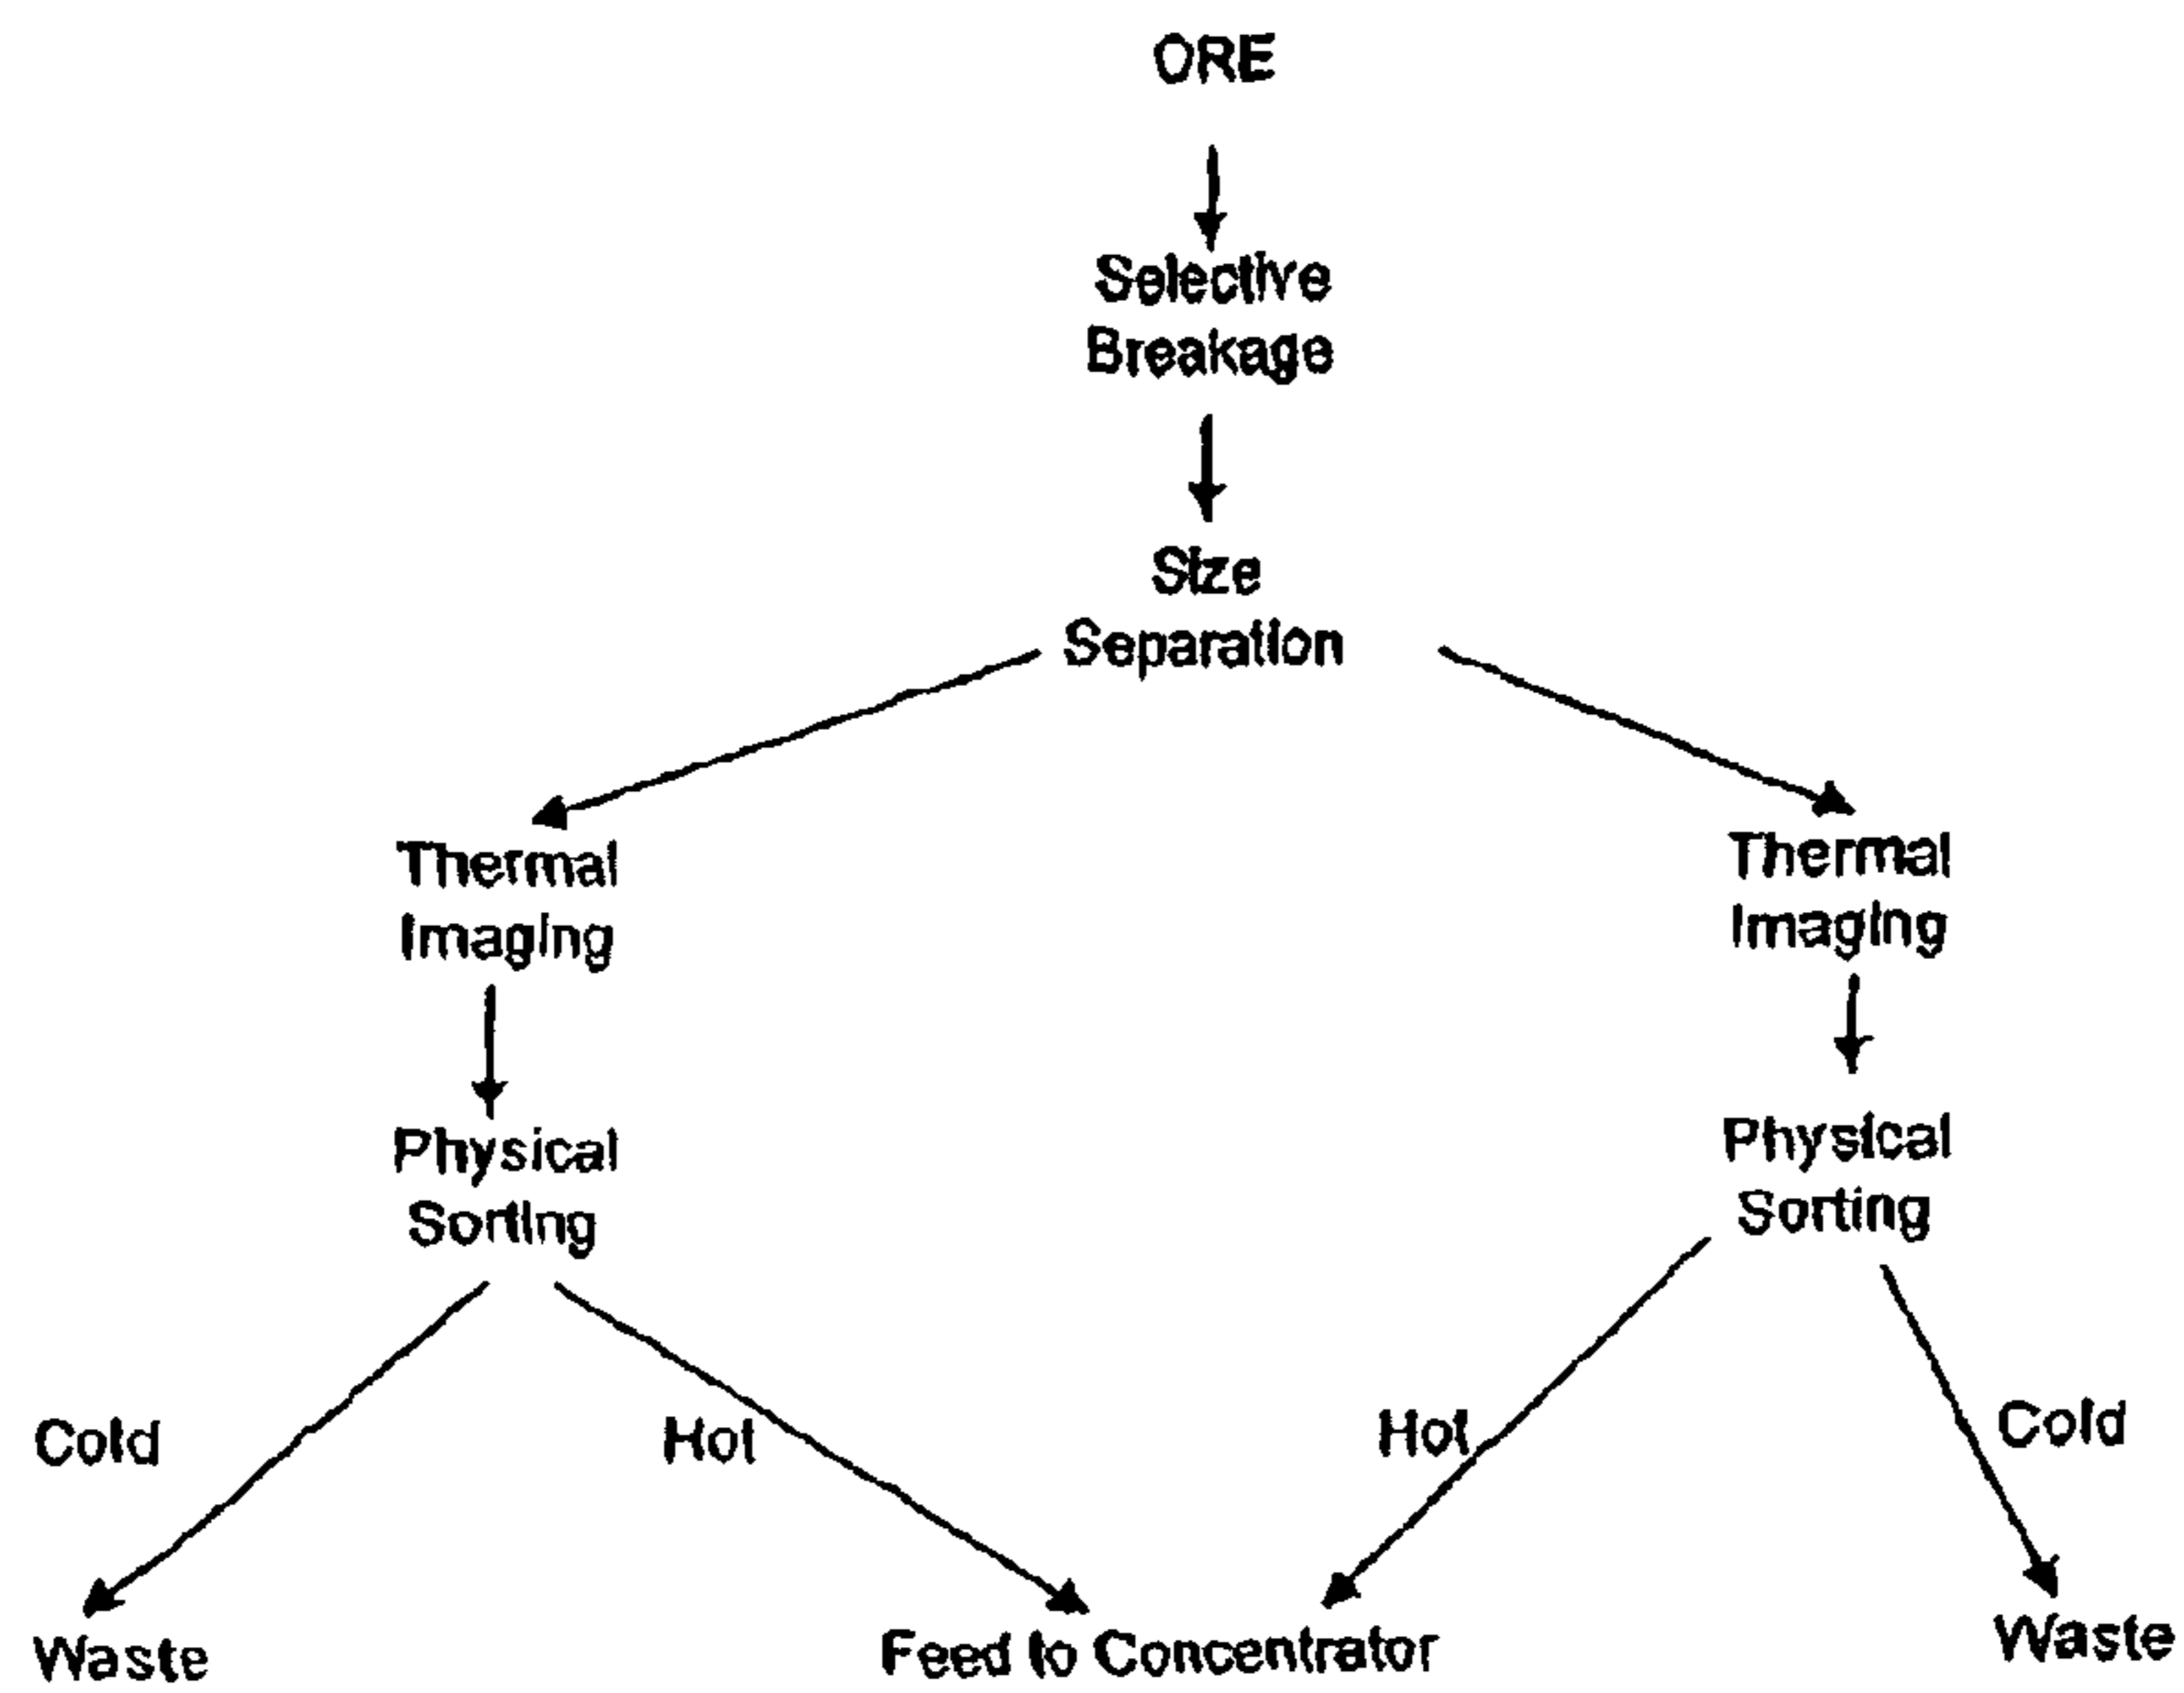 ORE
Selective
Breakage
Size
Separation
Thermal
Imaging
Thermal
Imaging
Physical
Sorting
Physical
Sorting
Cold
Hot
Hot
Cold
Waste
Feed to Concentrator
Waste